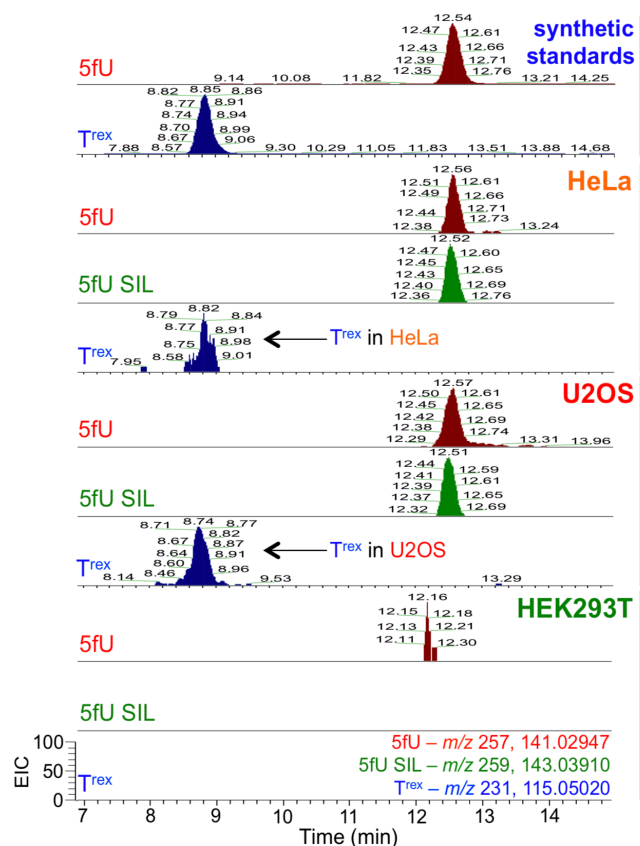 synthetic
standards
12.54
12.47 12.61
12.43 12.66
12.39 12.71
12.35 12.76
5fU
9.14 10.08 11.82 13.21 14.25
8.82 8.85 8.86
8.77 8.91
8.74 8.94
8.70 8.99
8.67 9.06
Trex
7.88 8.57 9.30 10.29 11.05 11.83 13.51 13.88 14.68
HeLa
12.56
12.51 12.61
12.49 12.66
12.44 12.71
12.38 12.73
13.24
5fU
12.52
12.47 12.60
12.45
12.43 12.65
12.40 12.69
12.36 12.76
5fU SIL
8.79 8.82 8.84
8.77 8.91
8.75 8.98
8.58 9.01
7.95
Trex
Trex in HeLa
U2OS
12.57
12.50 12.61
12.45 12.65
12.42 12.69
12.38 12.74
12.29 13.31 13.96
5fU
12.51
12.44 12.59
12.41 12.61
12.39
12.37 12.65
12.32 12.69
5fU SIL
8.71 8.74 8.77
8.82
8.67 8.87
8.64 8.91
8.60 8.96
8.46
8.14 9.53 13.29
Trex
Trex in U2OS
HEK293T
12.16
12.15 12.18
12.13 12.21
12.11 12.30
5fU
5fU SIL
5fU – m/z 257, 141.02947
5fU SIL – m/z 259, 143.03910
Trex – m/z 231, 115.05020
Trex
EIC
100
50
0
7 8 9 10 11 12 13 14
Time (min)